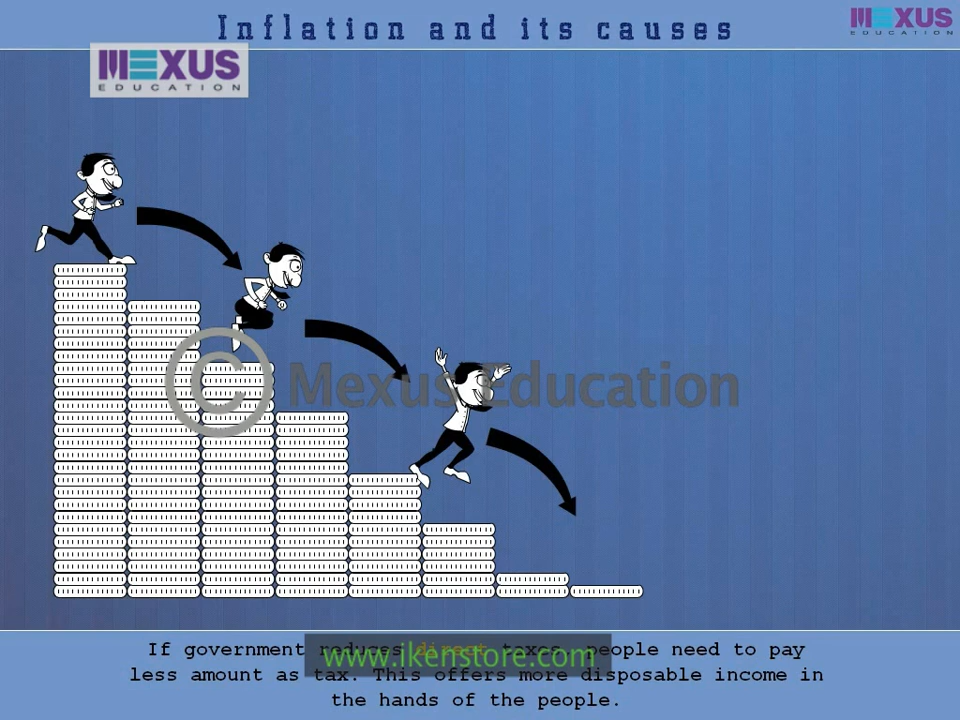 Inflation and its causes
MEXUS
EDUCATION
MEXUS
EDUCATION
© Mexus Education
If government reduces direct taxes, people need to pay
www.ikenstore.com
less amount as tax. This offers more disposable income in
the hands of the people.